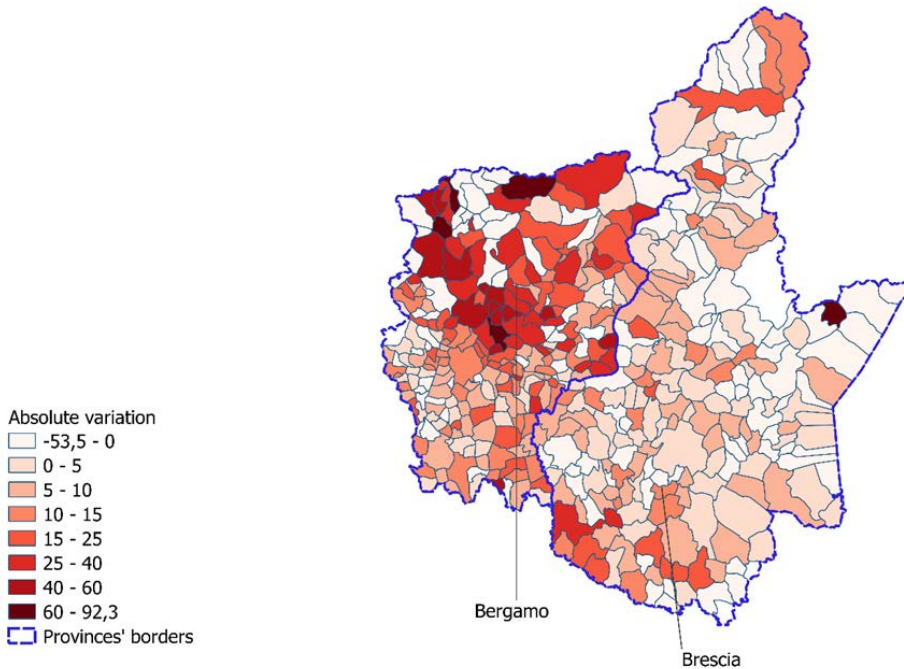 Absolute variation
-53,5 - 0
0 - 5
5 - 10
10 - 15
15 - 25
25 - 40
40 - 60
60 - 92,3
Provinces' borders
Bergamo
Brescia